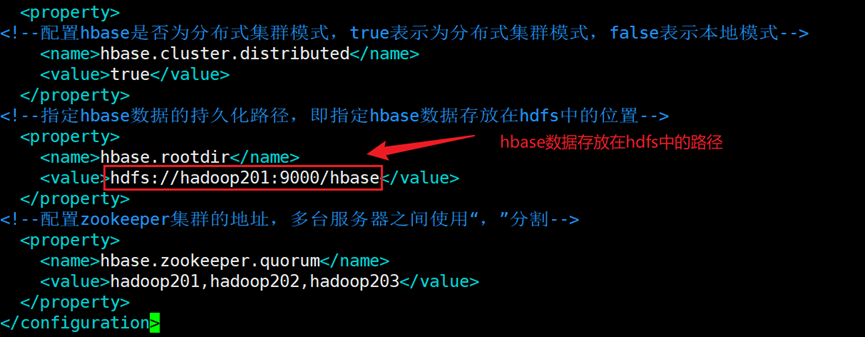 <property>
<!--配置hbase是否为分布式集群模式，true表示为分布式集群模式，false表示本地模式-->
<name>hbase.cluster.distributed</name>
<value>true</value>
</property>
<!--指定hbase数据的持久化路径，即指定hbase数据存放在hdfs中的位置-->
<property>
hbase数据存放在hdfs中的路径
<name>hbase.rootdir</name>
<value>hdfs://hadoop201:9000/hbase</value>
</property>
<!--配置zookeeper集群的地址，多台服务器之间使用“，”分割-->
<property>
<name>hbase.zookeeper.quorum</name>
<value>hadoop201,hadoop202,hadoop203</value>
</property>
</configuration>